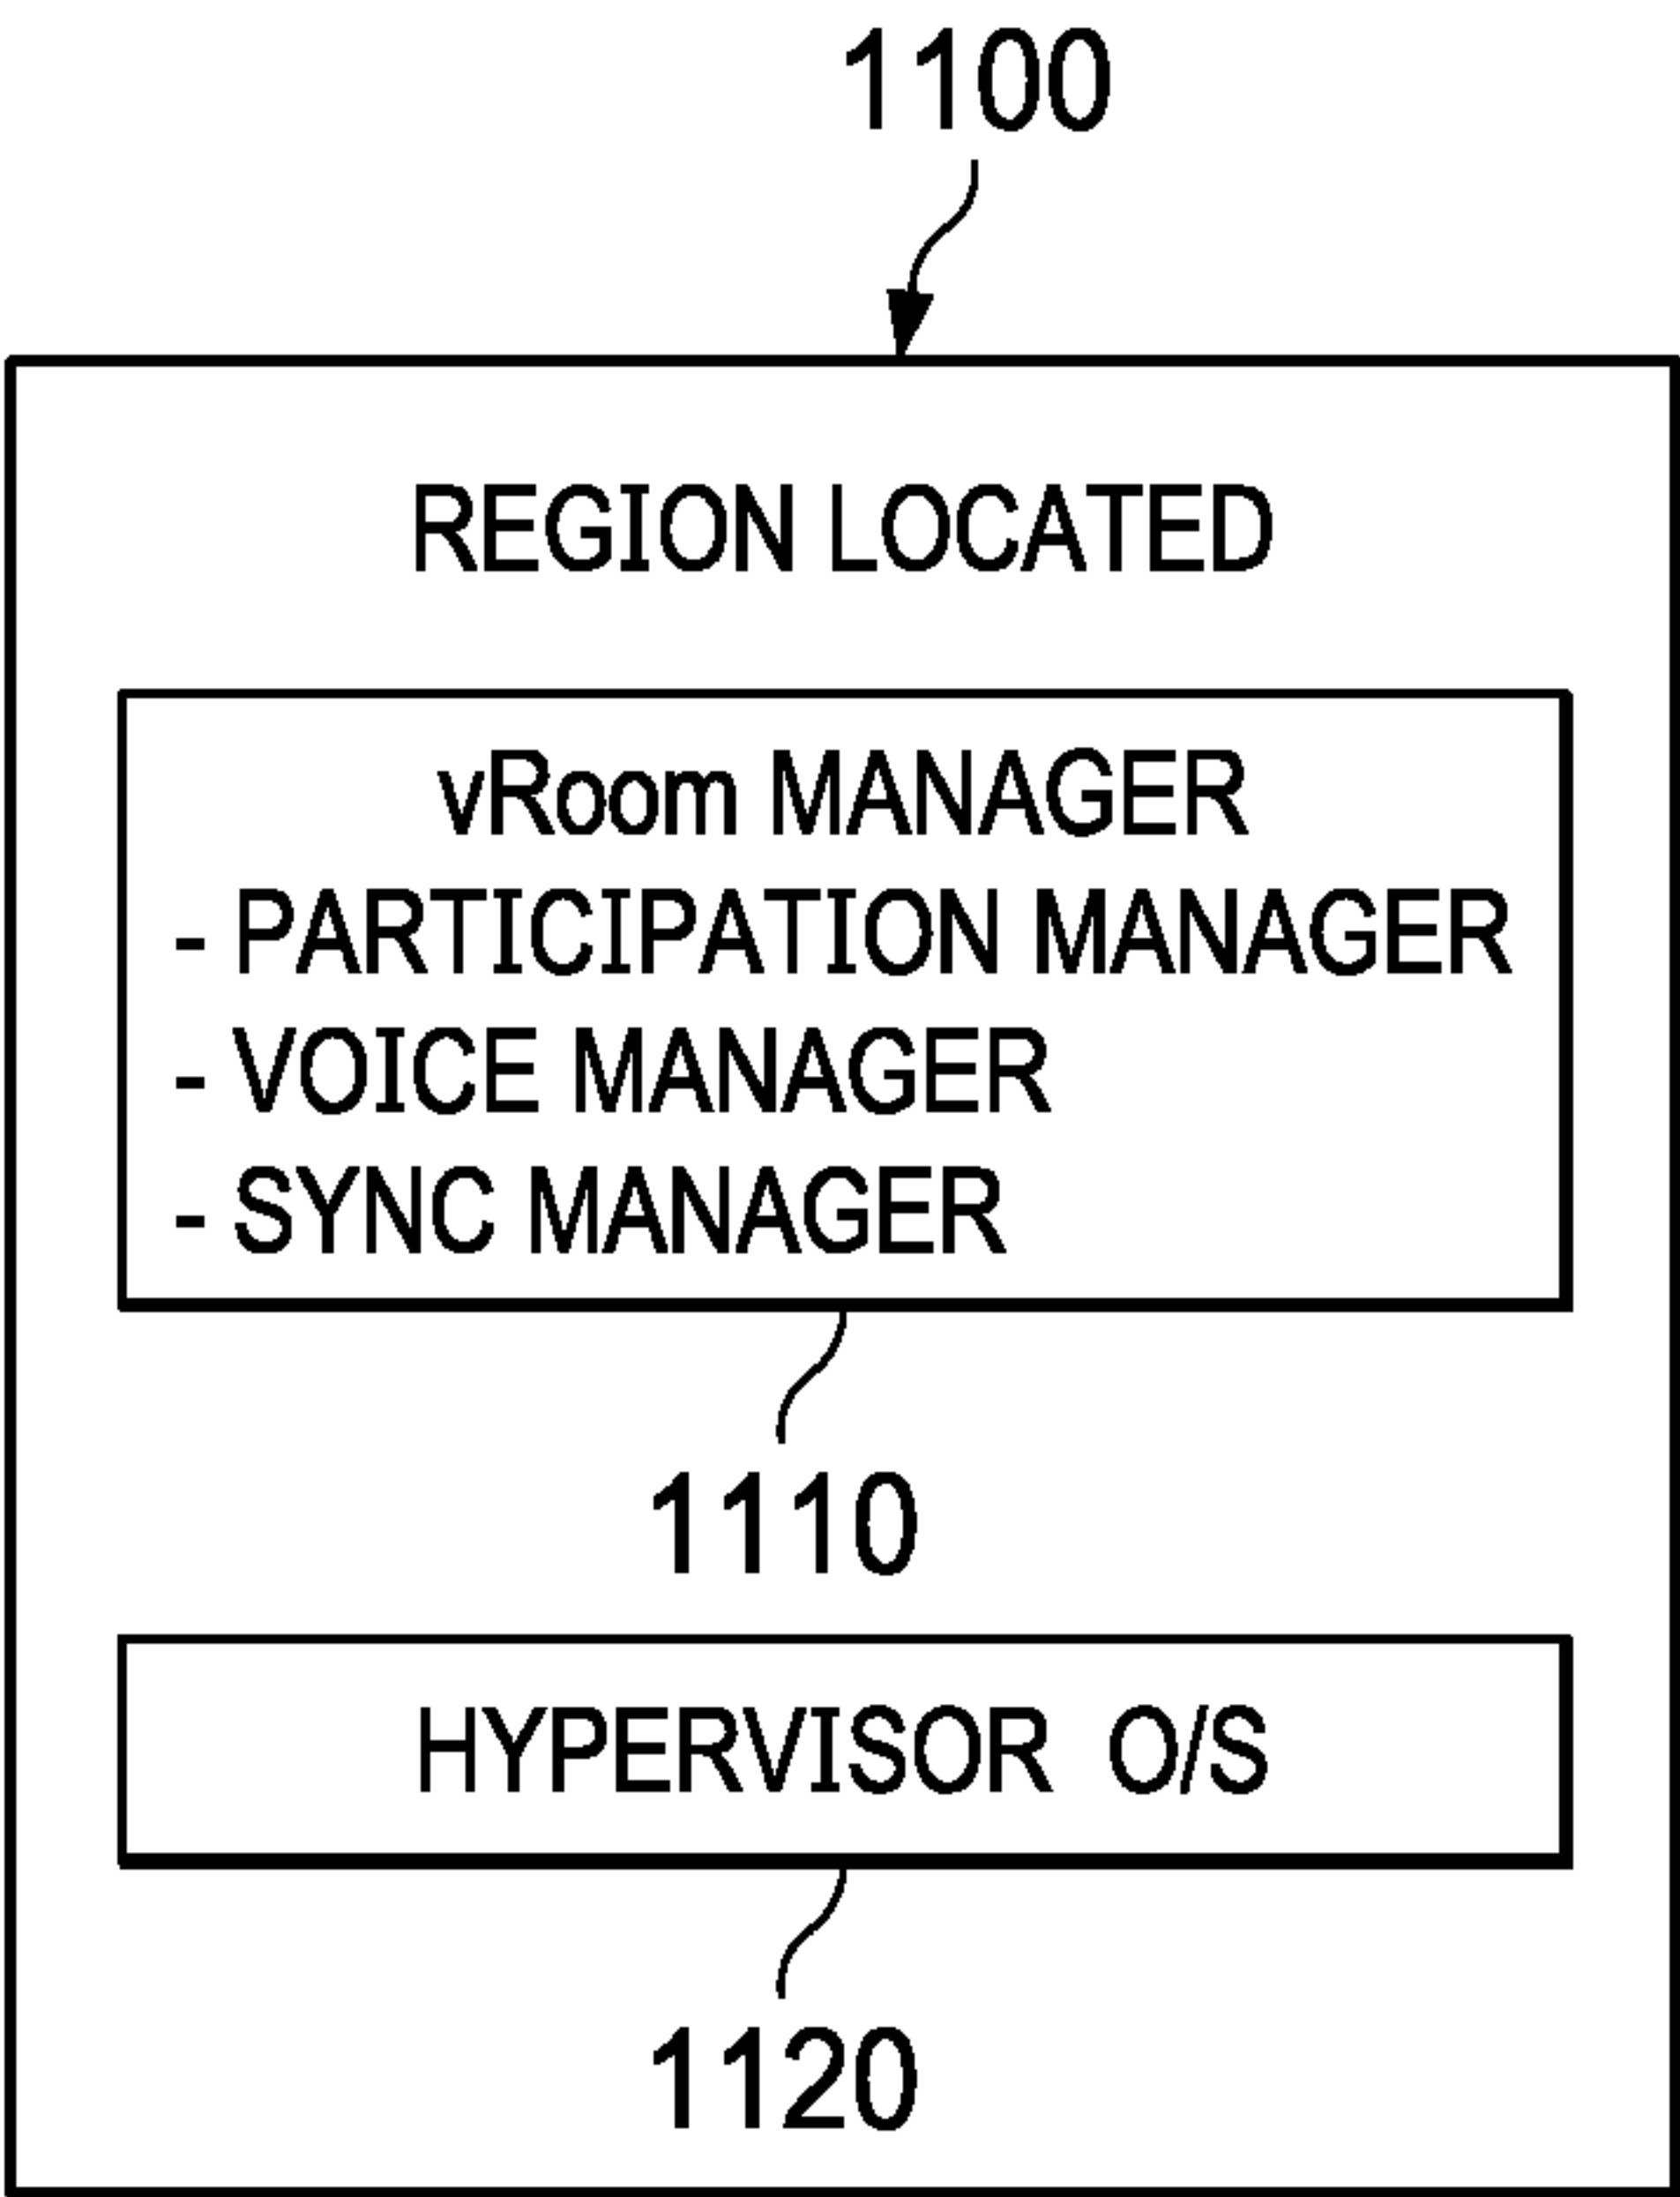 1100
REGION LOCATED
vRoom MANAGER
- PARTICIPATION MANAGER
- VOICE MANAGER
- SYNC MANAGER
1110
HYPERVISOR O/S
1120